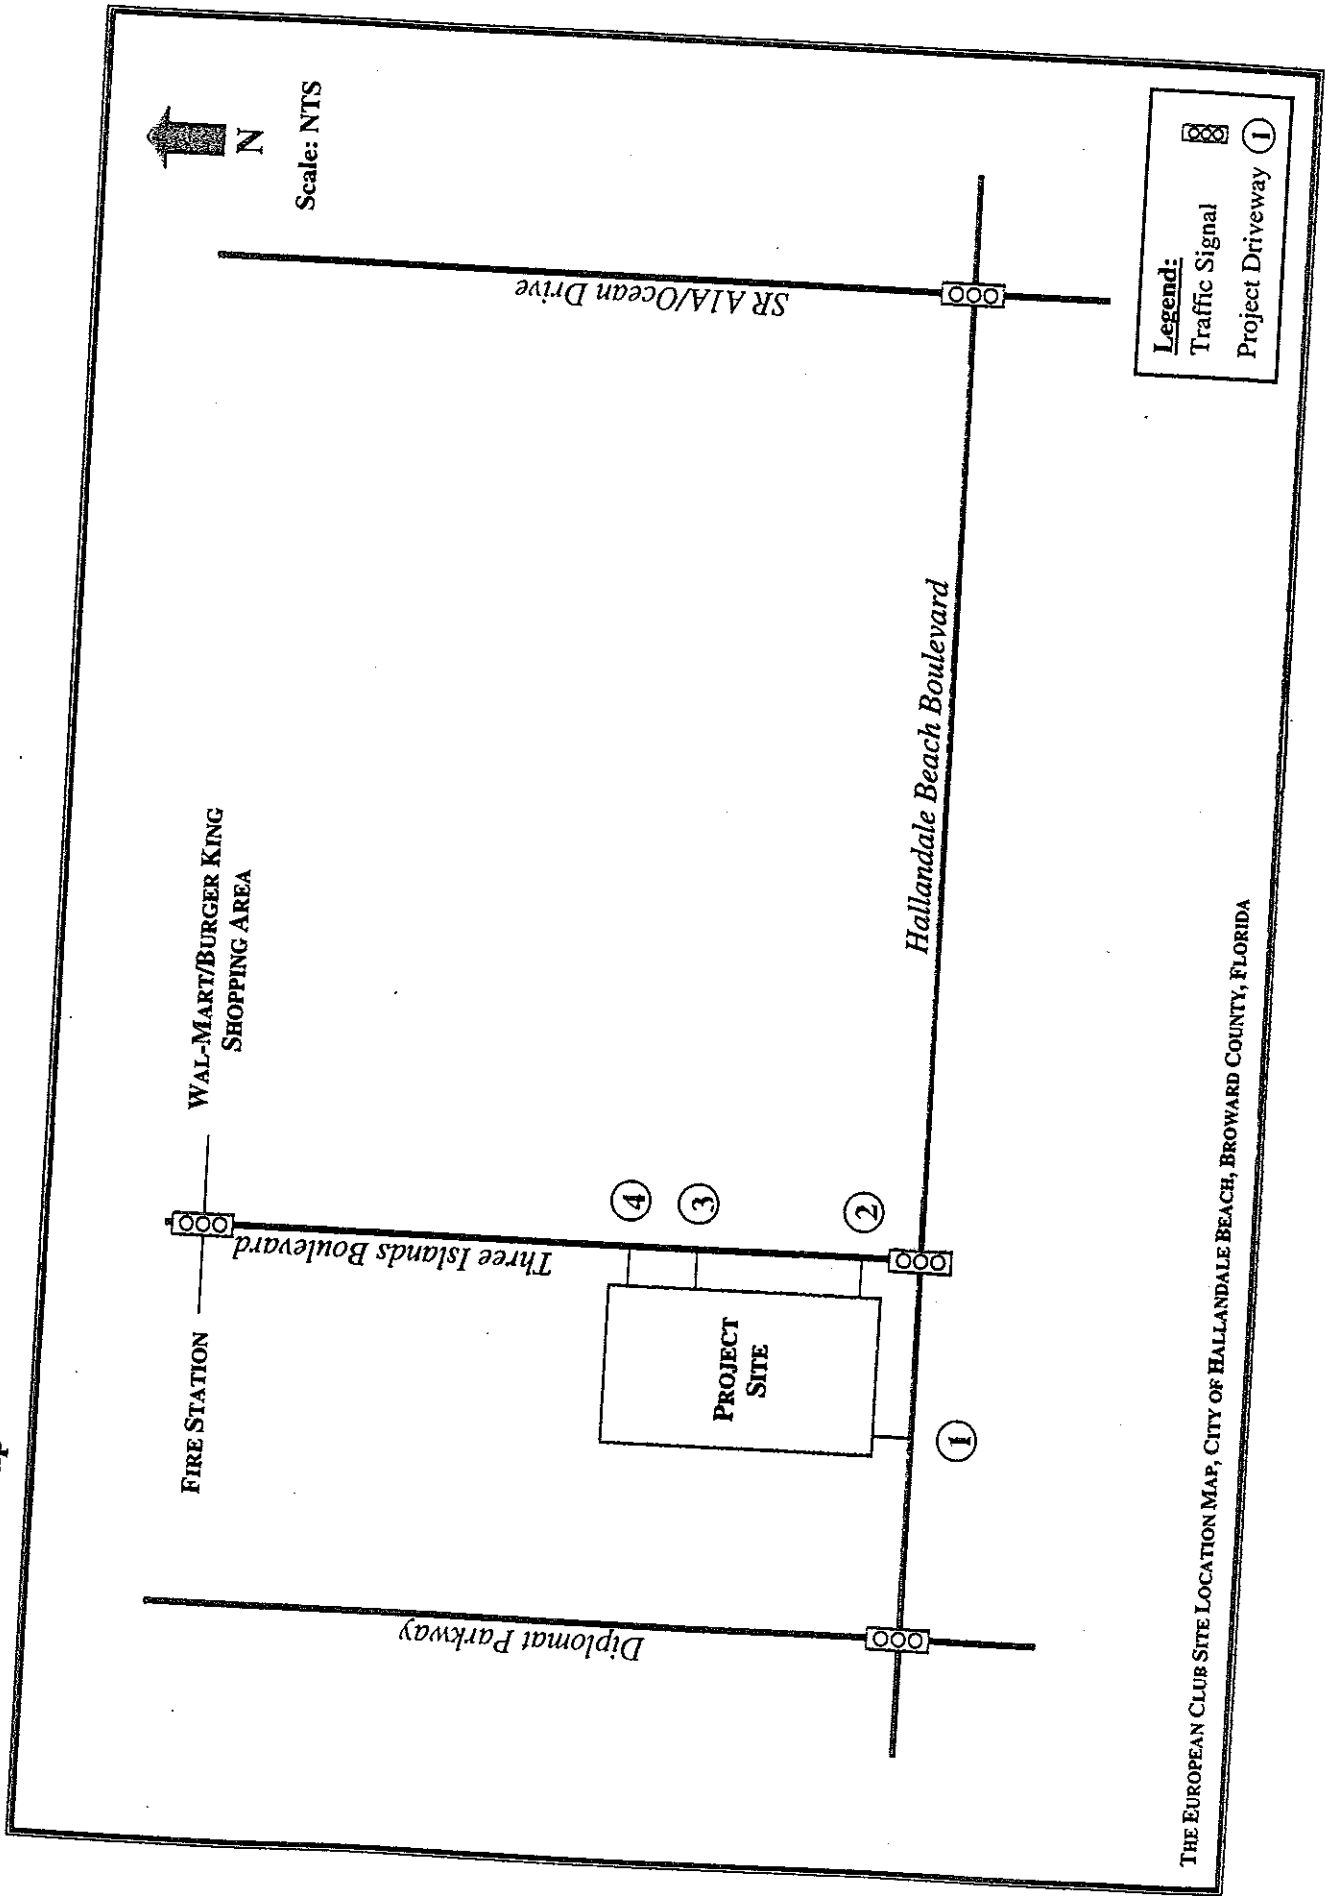 N
Scale: NTS
SR A1A/Ocean Drive
WAL-MART/BURGER KING
SHOPPING AREA
FIRE STATION
Three Islands Boulevard
Diplomat Parkway
4
3
2
PROJECT
SITE
1
Hallandale Beach Boulevard
Legend:
Traffic Signal
Project Driveway 1
THE EUROPEAN CLUB SITE LOCATION MAP, CITY OF HALLANDALE BEACH, BROWARD COUNTY, FLORIDA